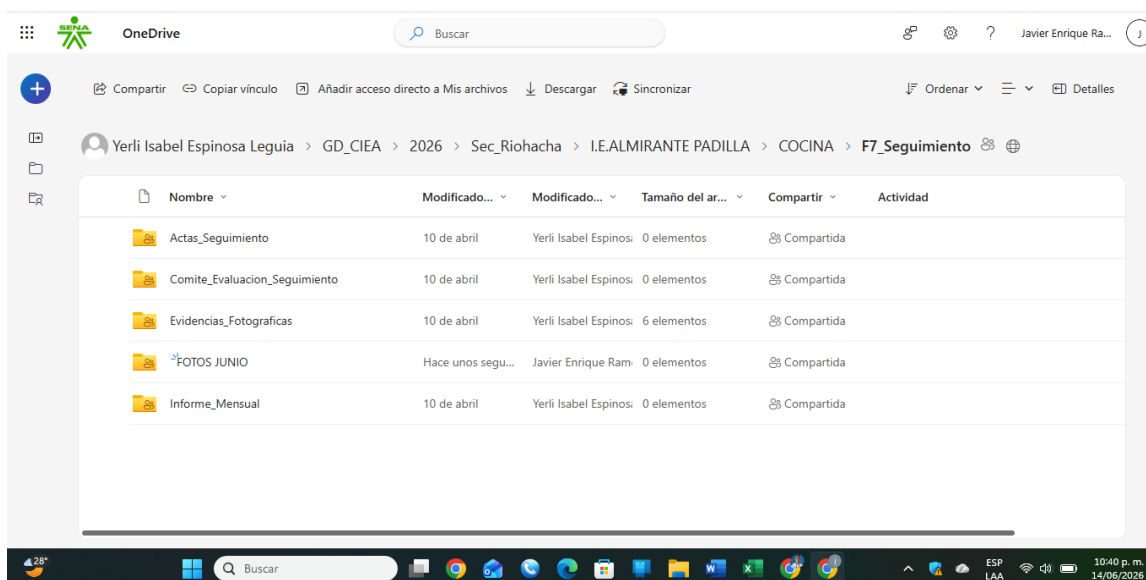 SENA OneDrive Buscar Javier Enrique Ra... J
Compartir Copiar vínculo Añadir acceso directo a Mis archivos Descargar Sincronizar Ordenar Detalles
Yerli Isabel Espinosa Leguia > GD_CIEA > 2026 > Sec_Riohacha > I.E.ALMIRANTE PADILLA > COCINA > F7_Seguimiento
Nombre Modificado... Modificado... Tamaño del ar... Compartir Actividad
Actas_Seguimiento 10 de abril Yerli Isabel Espinos 0 elementos Compartida
Comite_Evaluacion_Seguimiento 10 de abril Yerli Isabel Espinos 0 elementos Compartida
Evidencias_Fotograficas 10 de abril Yerli Isabel Espinos 6 elementos Compartida
FOTOS JUNIO Hace unos segu... Javier Enrique Ram 0 elementos Compartida
Informe_Mensual 10 de abril Yerli Isabel Espinos 0 elementos Compartida
28° Buscar ESP 10:40 p. m.
LAA 14/06/2026